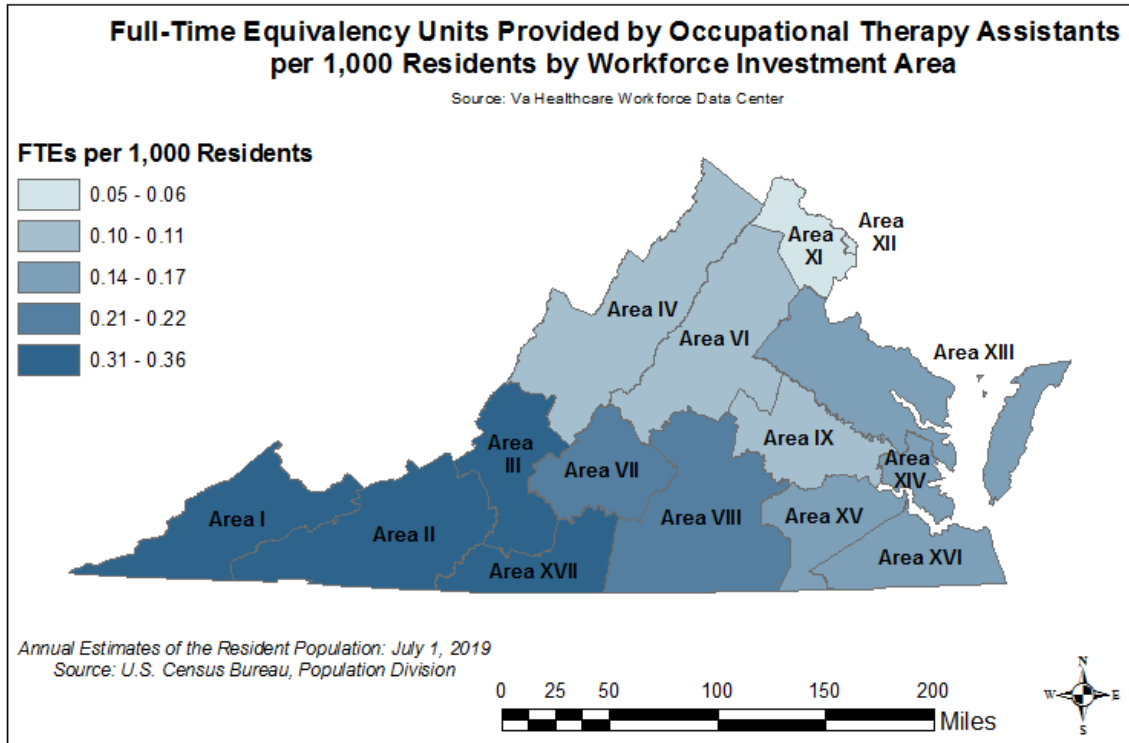 Full-Time Equivalency Units Provided by Occupational Therapy Assistants
per 1,000 Residents by Workforce Investment Area
Source: Va Healthcare Workforce Data Center
FTEs per 1,000 Residents
0.05 - 0.06
0.10 - 0.11
0.14 - 0.17
0.21 - 0.22
0.31 - 0.36
Area
XII
Area
XI
Area IV
Area VI
Area XIII
Area
III
Area IX
Area VII
Area
XIV
Area I
Area II
Area VIII
Area XV
Area XVI
Area XVII
Annual Estimates of the Resident Population: July 1, 2019
Source: U.S. Census Bureau, Population Division
0 25 50 100 150 200
Miles
N
W E
S